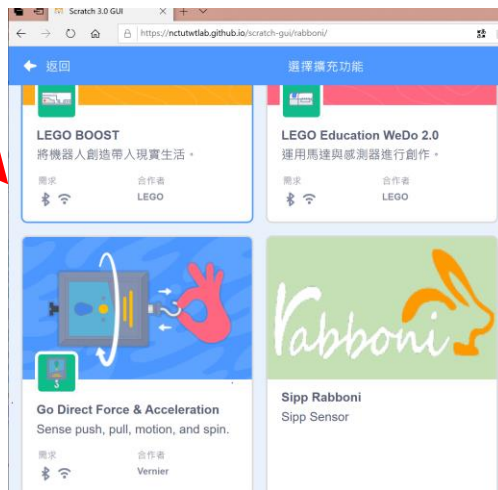 Scratch 3.0 GUI
https://nctutwtlab.github.io/scratch-gui/rabboni/
返回
選擇擴充功能
LEGO BOOST
將機器人創造帶入現實生活。
需求
合作者
LEGO
LEGO Education WeDo 2.0
運用馬達與感測器進行創作。
需求
合作者
LEGO
Go Direct Force & Acceleration
Sense push, pull, motion, and spin.
需求
合作者
Vernier
rabboni
Sipp Rabboni
Sipp Sensor